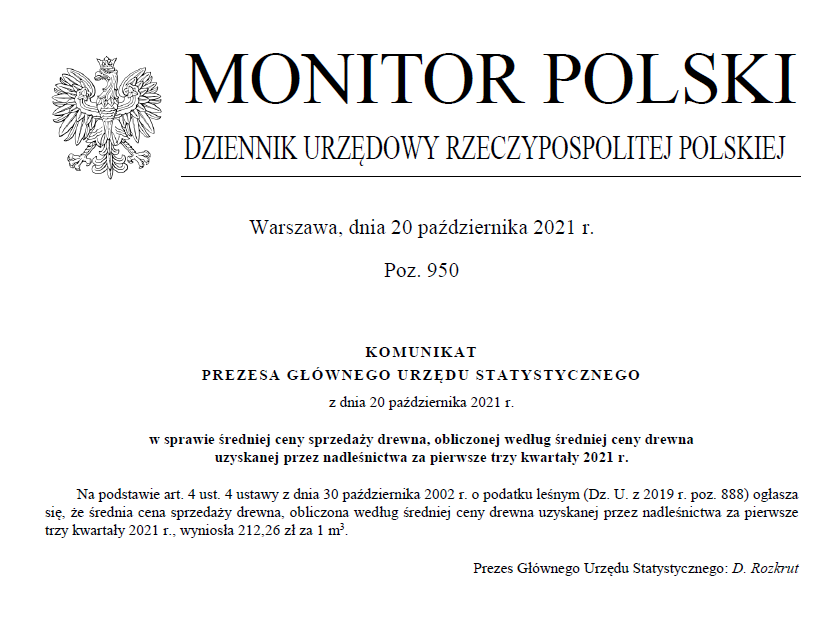 MONITOR POLSKI
DZIENNIK URZĘDOWY RZECZYPOSPOLITEJ POLSKIEJ
Warszawa, dnia 20 października 2021 r.
Poz. 950
KOMUNIKAT
PREZESA GŁÓWNEGO URZĘDU STATYSTYCZNEGO
z dnia 20 października 2021 r.
w sprawie średniej ceny sprzedaży drewna, obliczonej według średniej ceny drewna
uzyskanej przez nadleśnictwa za pierwsze trzy kwartały 2021 r.
Na podstawie art. 4 ust. 4 ustawy z dnia 30 października 2002 r. o podatku leśnym (Dz. U. z 2019 r. poz. 888) ogłasza
się, że średnia cena sprzedaży drewna, obliczona według średniej ceny drewna uzyskanej przez nadleśnictwa za pierwsze
trzy kwartały 2021 r., wyniosła 212,26 zł za 1 m³.
Prezes Głównego Urzędu Statystycznego: D. Rozkrut